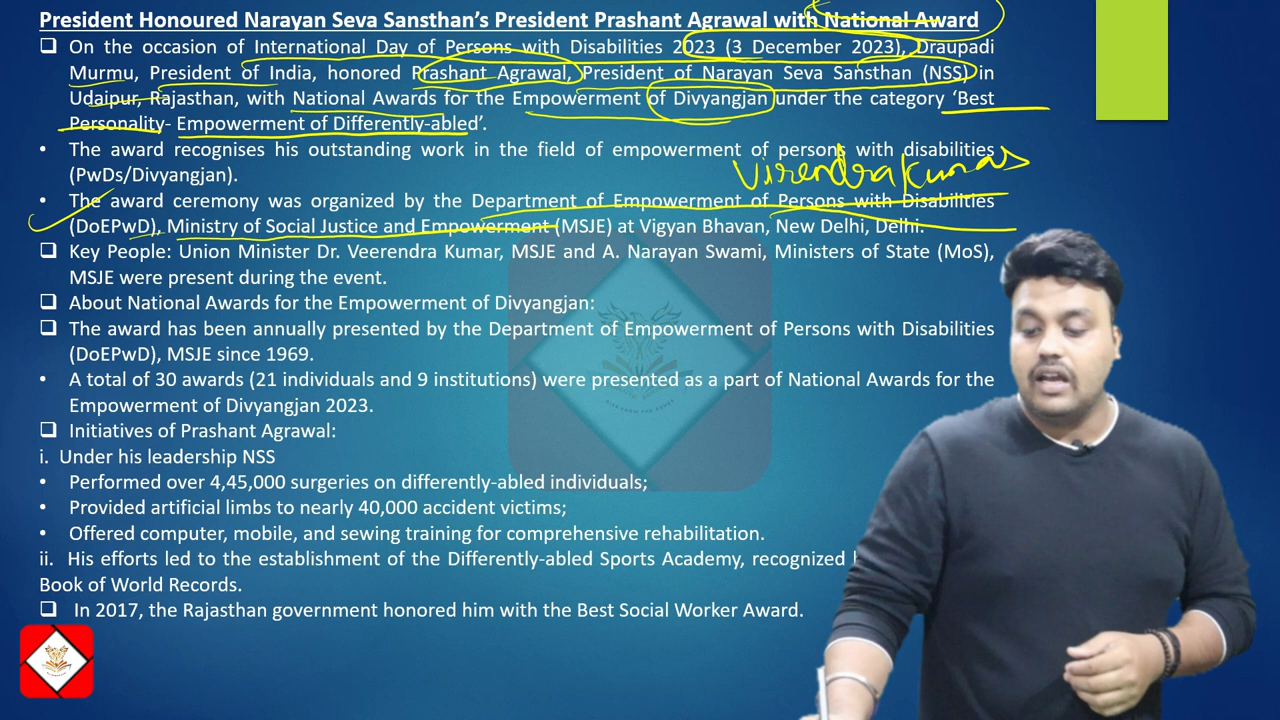 President Honoured Narayan Seva Sansthan's President Prashant Agrawal with National Award
❑ On the occasion of International Day of Persons with Disabilities 2023 (3 December 2023), Draupadi
Murmu, President of India, honored Prashant Agrawal, President of Narayan Seva Sansthan (NSS) in
Udaipur, Rajasthan, with National Awards for the Empowerment of Divyangjan under the category ‘Best
Personality- Empowerment of Differently-abled’.
• The award recognises his outstanding work in the field of empowerment of persons with disabilities
(PwDs/Divyangjan).
Virendra Kumar
• The award ceremony was organized by the Department of Empowerment of Persons with Disabilities
(DoEPwD), Ministry of Social Justice and Empowerment (MSJE) at Vigyan Bhavan, New Delhi, Delhi.
❑ Key People: Union Minister Dr. Veerendra Kumar, MSJE and A. Narayan Swami, Ministers of State (MoS),
MSJE were present during the event.
❑ About National Awards for the Empowerment of Divyangjan:
❑ The award has been annually presented by the Department of Empowerment of Persons with Disabilities
(DoEPwD), MSJE since 1969.
• A total of 30 awards (21 individuals and 9 institutions) were presented as a part of National Awards for the
Empowerment of Divyangjan 2023.
❑ Initiatives of Prashant Agrawal:
i. Under his leadership NSS
• Performed over 4,45,000 surgeries on differently-abled individuals;
• Provided artificial limbs to nearly 40,000 accident victims;
• Offered computer, mobile, and sewing training for comprehensive rehabilitation.
ii. His efforts led to the establishment of the Differently-abled Sports Academy, recognized
Book of World Records.
❑ In 2017, the Rajasthan government honored him with the Best Social Worker Award.